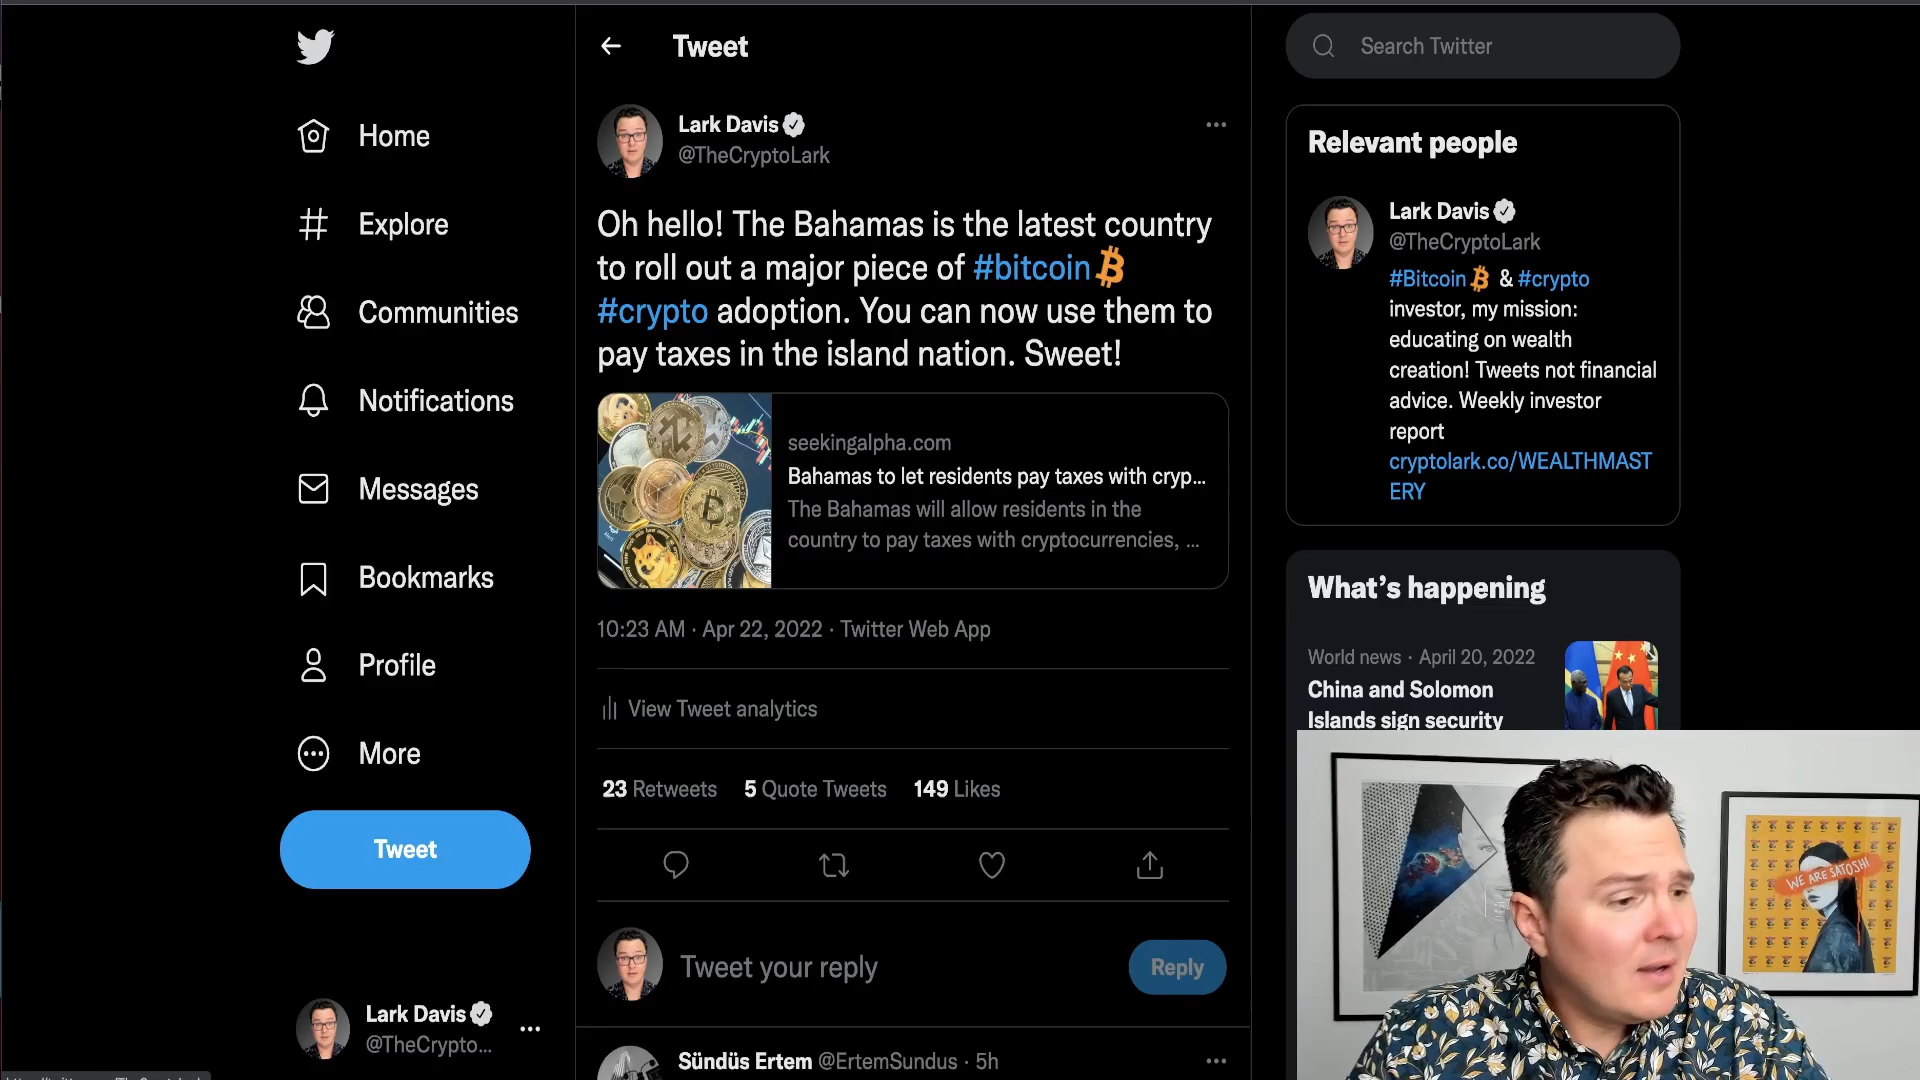 Home
Explore
Communities
Notifications
Messages
Bookmarks
Profile
More
Tweet
Lark Davis
@TheCrypto...
Tweet
Lark Davis
@TheCryptoLark
Oh hello! The Bahamas is the latest country
to roll out a major piece of #bitcoin
#crypto adoption. You can now use them to
pay taxes in the island nation. Sweet!
seekingalpha.com
Bahamas to let residents pay taxes with cryp...
The Bahamas will allow residents in the
country to pay taxes with cryptocurrencies, ...
10:23 AM · Apr 22, 2022 · Twitter Web App
View Tweet analytics
23 Retweets 5 Quote Tweets 149 Likes
Tweet your reply
Reply
Sündüs Ertem @ErtemSundus · 5h
Search Twitter
Relevant people
Lark Davis
@TheCryptoLark
#Bitcoin & #crypto
investor, my mission:
educating on wealth
creation! Tweets not financial
advice. Weekly investor
report
cryptolark.co/WEALTHMAST
ERY
What's happening
World news · April 20, 2022
China and Solomon
Islands sign security
WE ARE SATOSHI